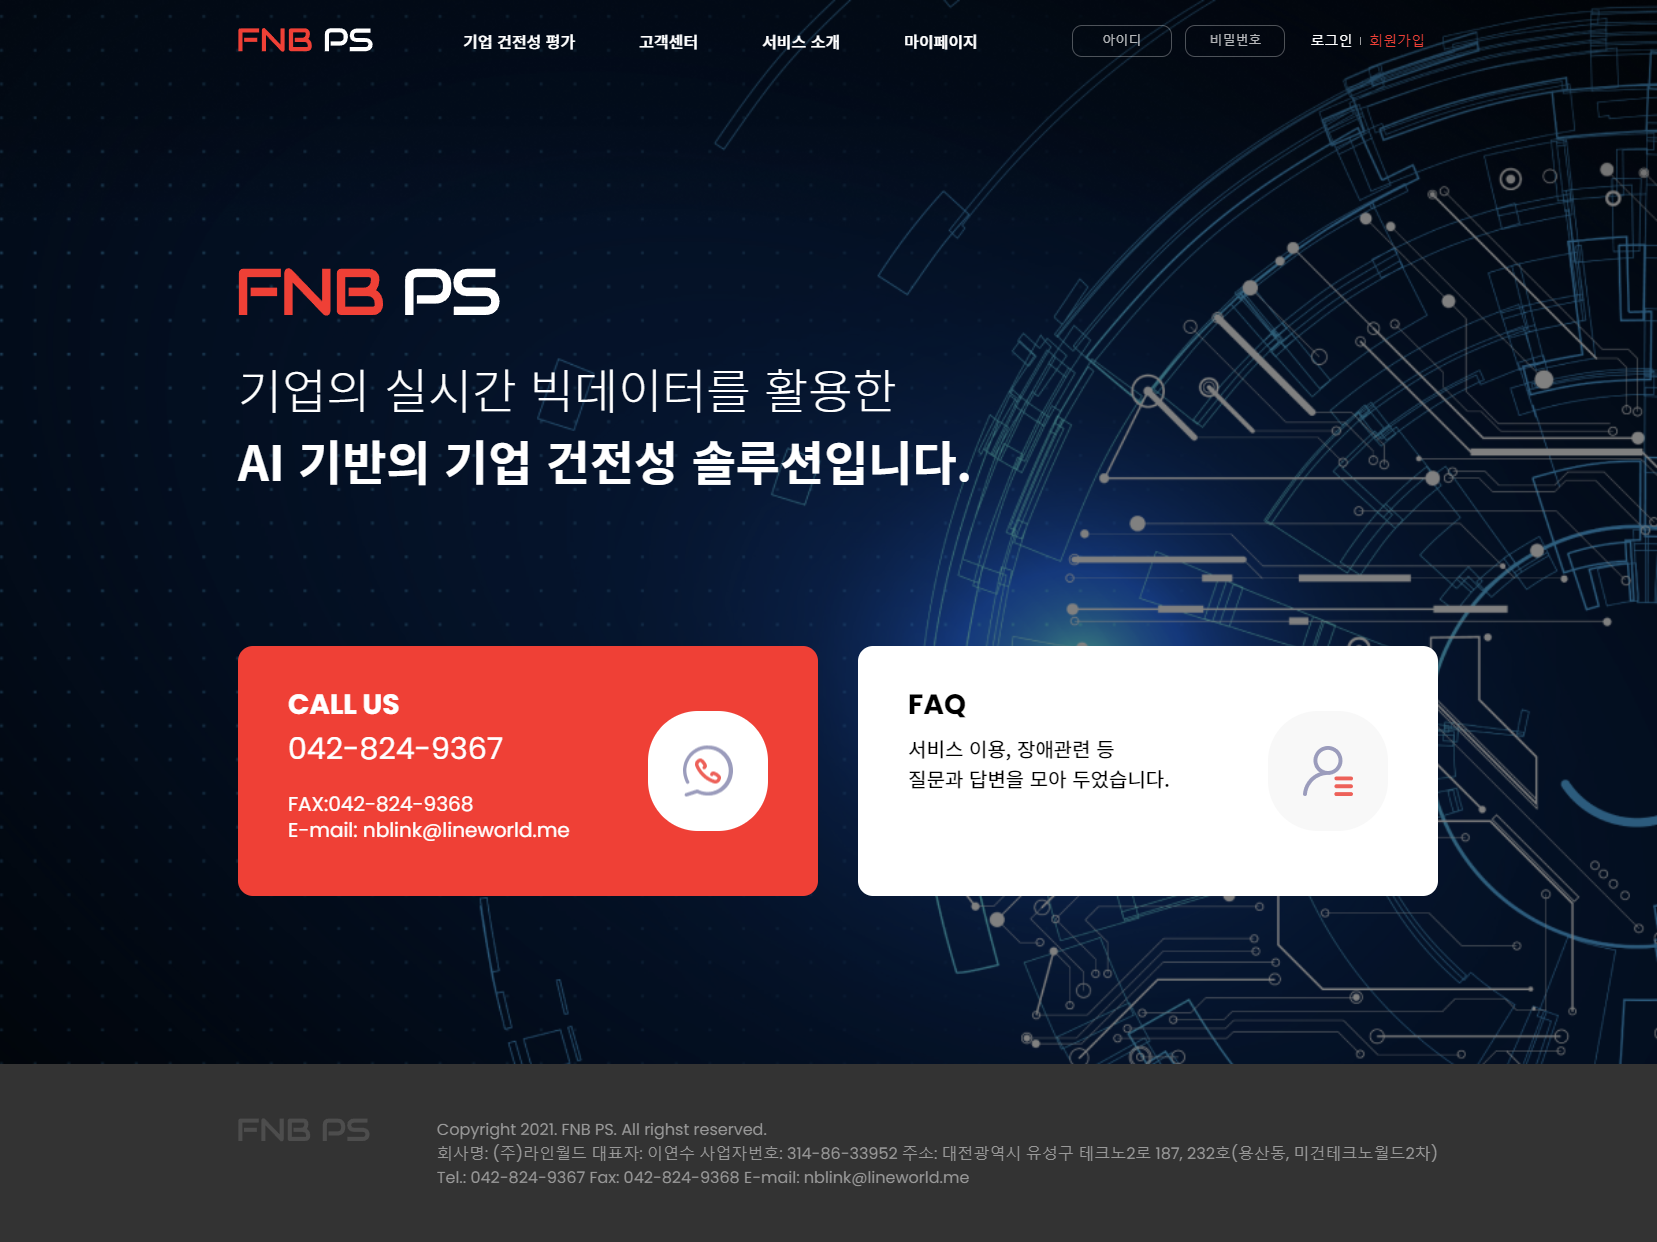 FNB PS
기업 건전성 평가
고객센터
서비스 소개
마이페이지
아이디
비밀번호
로그인
회원가입
FNB PS
기업의 실시간 빅데이터를 활용한
AI 기반의 기업 건전성 솔루션입니다.
CALL US
042-824-9367
FAX:042-824-9368
E-mail: nblink@lineworld.me
FAQ
서비스 이용, 장애관련 등
질문과 답변을 모아 두었습니다.
FNB PS
Copyright 2021. FNB PS. All righst reserved.
회사명: (주)라인월드 대표자: 이연수 사업자번호: 314-86-33952 주소: 대전광역시 유성구 테크노2로 187, 232호(용산동, 미건테크노월드2차)
Tel.: 042-824-9367 Fax: 042-824-9368 E-mail: nblink@lineworld.me